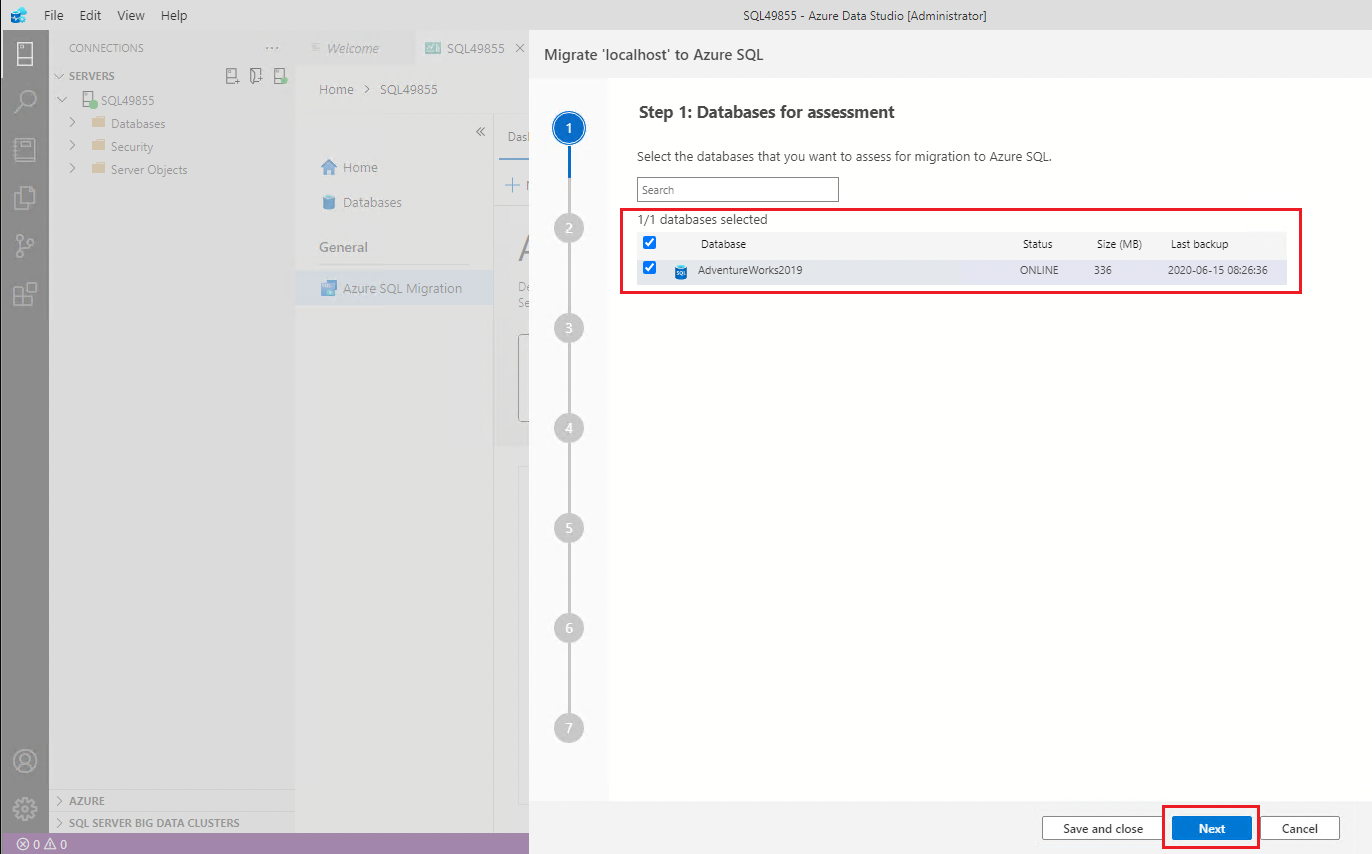 File Edit View Help
SQL49855 - Azure Data Studio [Administrator]
CONNECTIONS
SERVERS
SQL49855
Databases
Security
Server Objects
AZURE
SQL SERVER BIG DATA CLUSTERS
0 0
Welcome
SQL49855
Home > SQL49855
Home
Databases
General
Azure SQL Migration
Migrate 'localhost' to Azure SQL
1
2
3
4
5
6
7
Step 1: Databases for assessment
Select the databases that you want to assess for migration to Azure SQL.
Search
1/1 databases selected
Database Status Size (MB) Last backup
SQL AdventureWorks2019 ONLINE 336 2020-06-15 08:26:36
Save and close Next Cancel